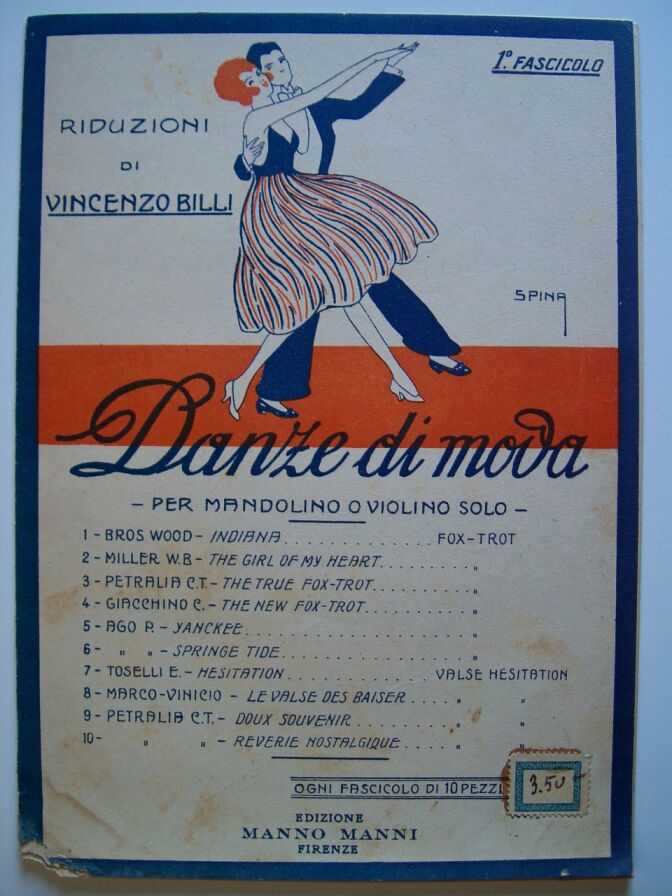 1º FASCICOLO
RIDUZIONI
DI
VINCENZO BILLI
SPINA
Danze di moda
- PER MANDOLINO O VIOLINO SOLO -
1 - BROS WOOD - INDIANA . . . . . . . . . . . . . . . . . FOX-TROT
2 - MILLER W.B - THE GIRL OF MY HEART. . . . . . . . . . "
3 - PETRALIA C.T. - THE TRUE FOX-TROT. . . . . . . . . . . "
4 - GIACCHINO C. - THE NEW FOX-TROT. . . . . . . . . . . . "
5 - AGO P. - YANCKEE. . . . . . . . . . . . . . . . . . . . . . . "
6 - " " - SPRINGE TIDE. . . . . . . . . . . . . . . . . . . "
7 - TOSELLI E. - HESITATION. . . . . . . . . . . . . . . VALSE HÉSITATION
8 - MARCO-VINICIO - LE VALSE DES BAISER . . . . " "
9 - PETRALIA C.T. - DOUX SOUVENIR. . . . . . . . . " "
10- " " - REVERIE NOSTALGIQUE. . . . " "
OGNI FASCICOLO DI 10 PEZZI
3.50
EDIZIONE
MANNO MANNI
FIRENZE